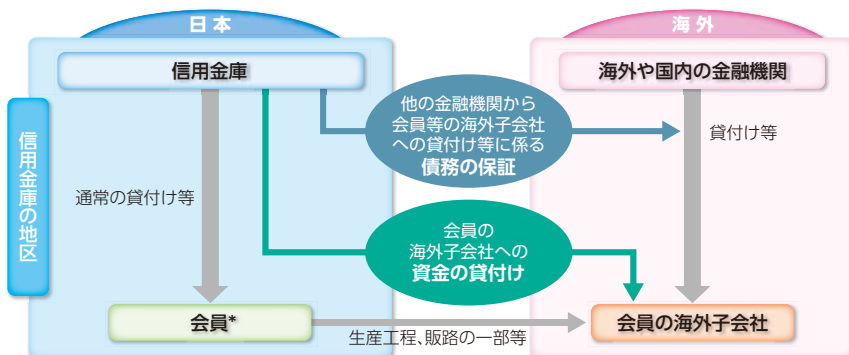 日本
海外
信用金庫
海外や国内の金融機関
信用金庫の地区
他の金融機関から
会員等の海外子会社
への貸付け等に係る
債務の保証
貸付け等
通常の貸付け等
会員の
海外子会社への
資金の貸付け
会員*
生産工程、販路の一部等
会員の海外子会社